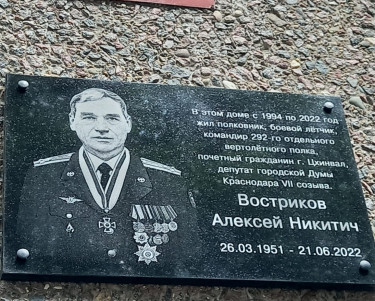 В этом доме с 1994 по 2022 год
жил полковник, боевой лётчик,
командир 292-го отдельного
вертолётного полка,
почетный гражданин г. Цхинвал,
депутат городской Думы
Краснодара VII созыва.
Востриков
Алексей Никитич
26.03.1951 - 21.06.2022